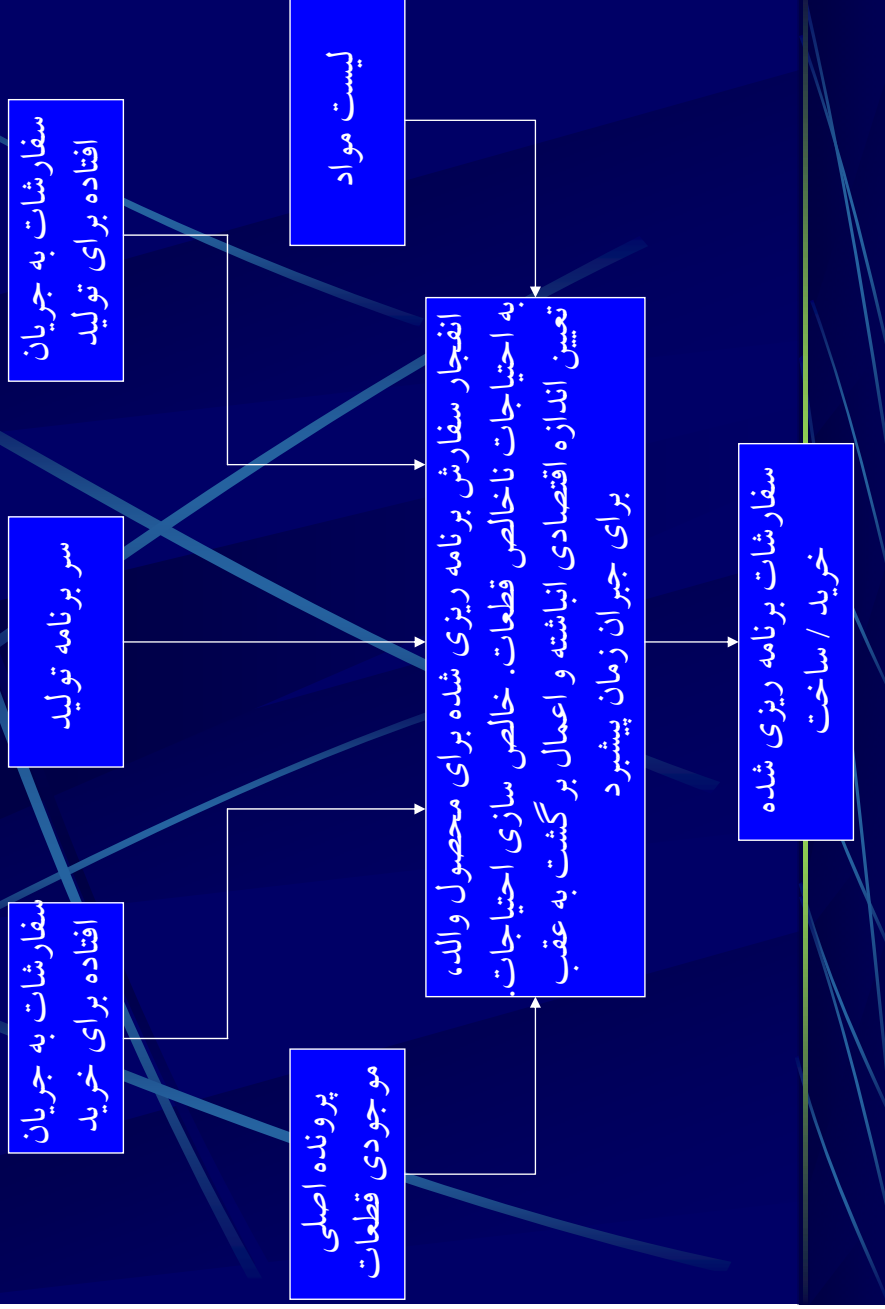 سفارشات به جریان
افتاده برای تولید
سر برنامه تولید
سفارشات به جریان
افتاده برای خرید
لیست مواد
پرونده اصلی
موجودی قطعات
انفجار سفارش برنامه ریزی شده برای محصول والد،
به احتیاجات ناخالص قطعات. خالص سازی احتیاجات.
تعیین اندازه اقتصادی انباشته و اعمال بر گشت به عقب
برای جبران زمان پیشبرد
سفارشات برنامه ریزی شده
خرید / ساخت